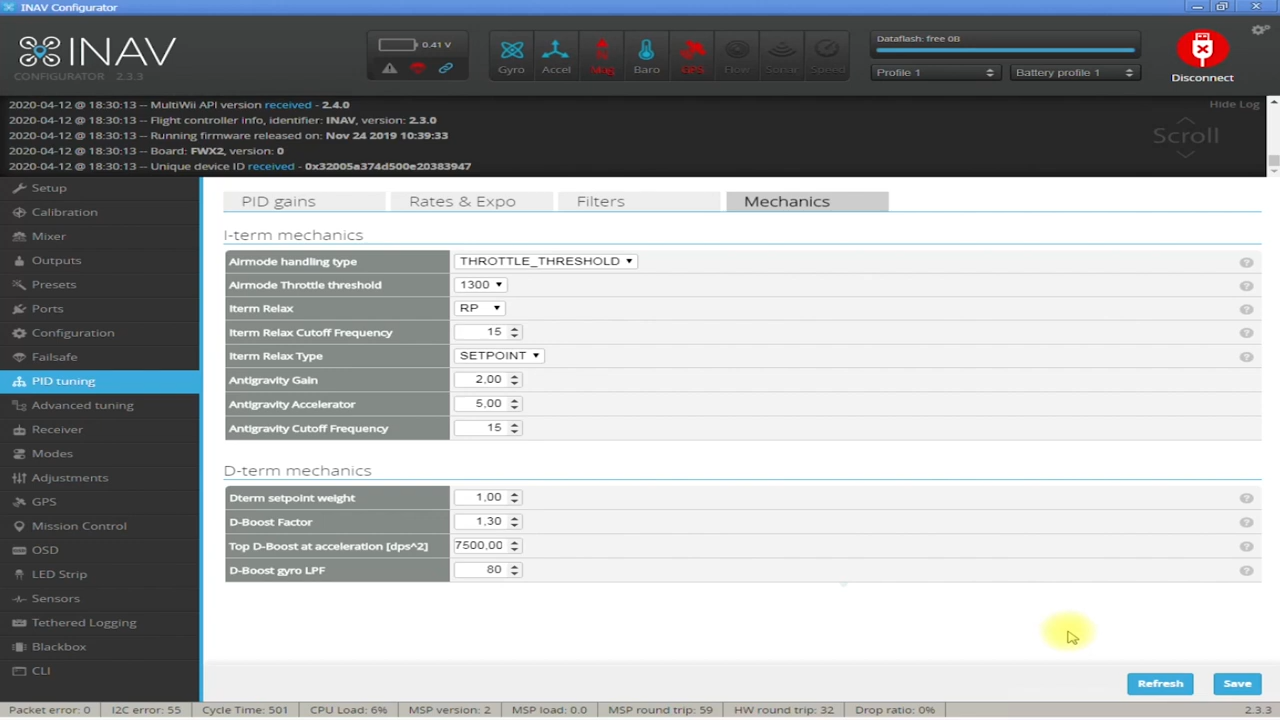 INAV Configurator
INAV
CONFIGURATOR 2.3.3
0.41 V
Gyro
Accel
Mag
Baro
GPS
Flow
Sonar
Speed
Dataflash: free 0B
Profile 1
Battery profile 1
Disconnect
2020-04-12 @ 18:30:13 -- MultiWii API version received - 2.4.0
Hide Log
2020-04-12 @ 18:30:13 -- Flight controller info, identifier: INAV, version: 2.3.0
2020-04-12 @ 18:30:13 -- Running firmware released on: Nov 24 2019 10:39:33
Scroll
2020-04-12 @ 18:30:13 -- Board: FWX2, version: 0
2020-04-12 @ 18:30:13 -- Unique device ID received - 0x32005a374d500e20383947
Setup
Calibration
Mixer
Outputs
Presets
Ports
Configuration
Failsafe
PID tuning
Advanced tuning
Receiver
Modes
Adjustments
GPS
Mission Control
OSD
LED Strip
Sensors
Tethered Logging
Blackbox
CLI
PID gains
Rates & Expo
Filters
Mechanics
I-term mechanics
Airmode handling type THROTTLE_THRESHOLD
Airmode Throttle threshold 1300
Iterm Relax RP
Iterm Relax Cutoff Frequency 15
Iterm Relax Type SETPOINT
Antigravity Gain 2,00
Antigravity Accelerator 5,00
Antigravity Cutoff Frequency 15
D-term mechanics
Dterm setpoint weight 1,00
D-Boost Factor 1,30
Top D-Boost at acceleration [dps^2] 7500,00
D-Boost gyro LPF 80
Refresh
Save
Packet error: 0
I2C error: 55
Cycle Time: 501
CPU Load: 6%
MSP version: 2
MSP load: 0.0
MSP round trip: 59
HW round trip: 32
Drop ratio: 0%
2.3.3